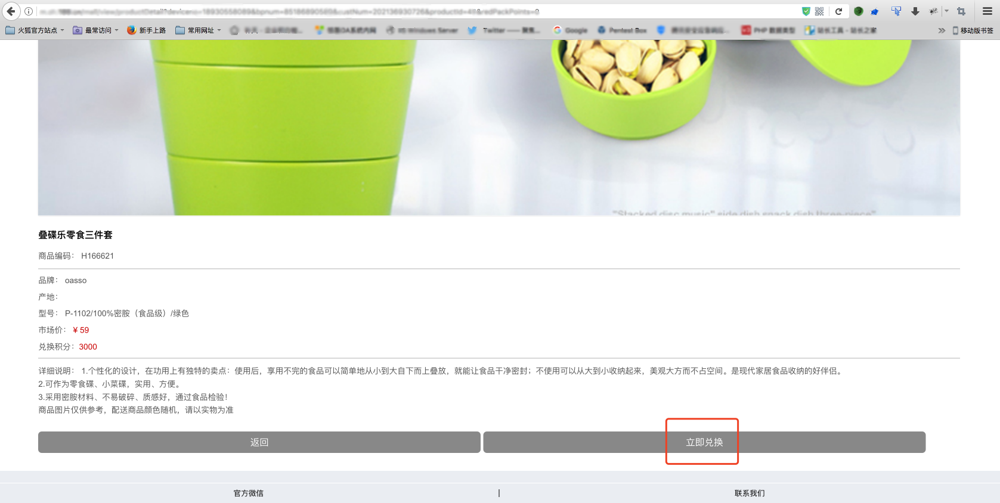 火狐官方站点 最常访问 新手上路 常用网址 Google Pentest Box 移动版书签
"Stacked disc music" side dish snack dish three-piece"
叠碟乐零食三件套
商品编码： H166621
品牌： oasso
产地：
型号： P-1102/100%密胺（食品级）/绿色
市场价： ¥ 59
兑换积分：3000
详细说明： 1.个性化的设计，在功用上有独特的卖点：使用后，享用不完的食品可以简单地从小到大自下而上叠放，就能让食品干净密封；不使用可以从大到小收纳起来，美观大方而不占空间。是现代家居食品收纳的好伴侣。
2.可作为零食碟、小菜碟，实用、方便。
3.采用密胺材料、不易破碎、质感好，通过食品检验！
商品图片仅供参考，配送商品颜色随机，请以实物为准
返回 立即兑换
官方微信 | 联系我们